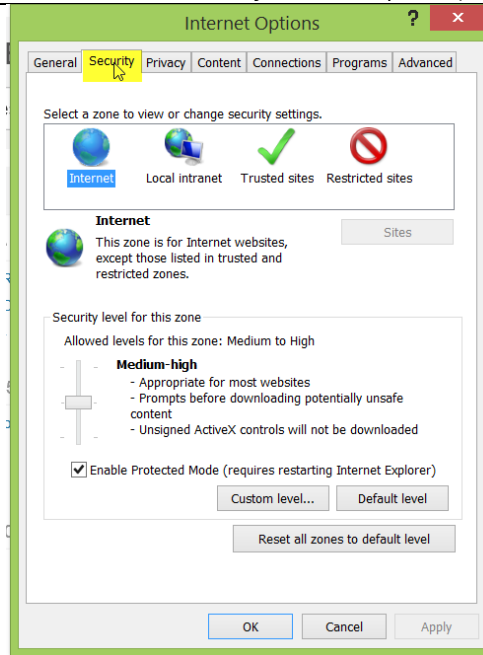 Internet Options
?
x
General Security Privacy Content Connections Programs Advanced
Select a zone to view or change security settings.
Internet Local intranet Trusted sites Restricted sites
Internet
Sites
This zone is for Internet websites,
except those listed in trusted and
restricted zones.
Security level for this zone
Allowed levels for this zone: Medium to High
Medium-high
- Appropriate for most websites
- Prompts before downloading potentially unsafe
content
- Unsigned ActiveX controls will not be downloaded
Enable Protected Mode (requires restarting Internet Explorer)
Custom level... Default level
Reset all zones to default level
OK Cancel Apply